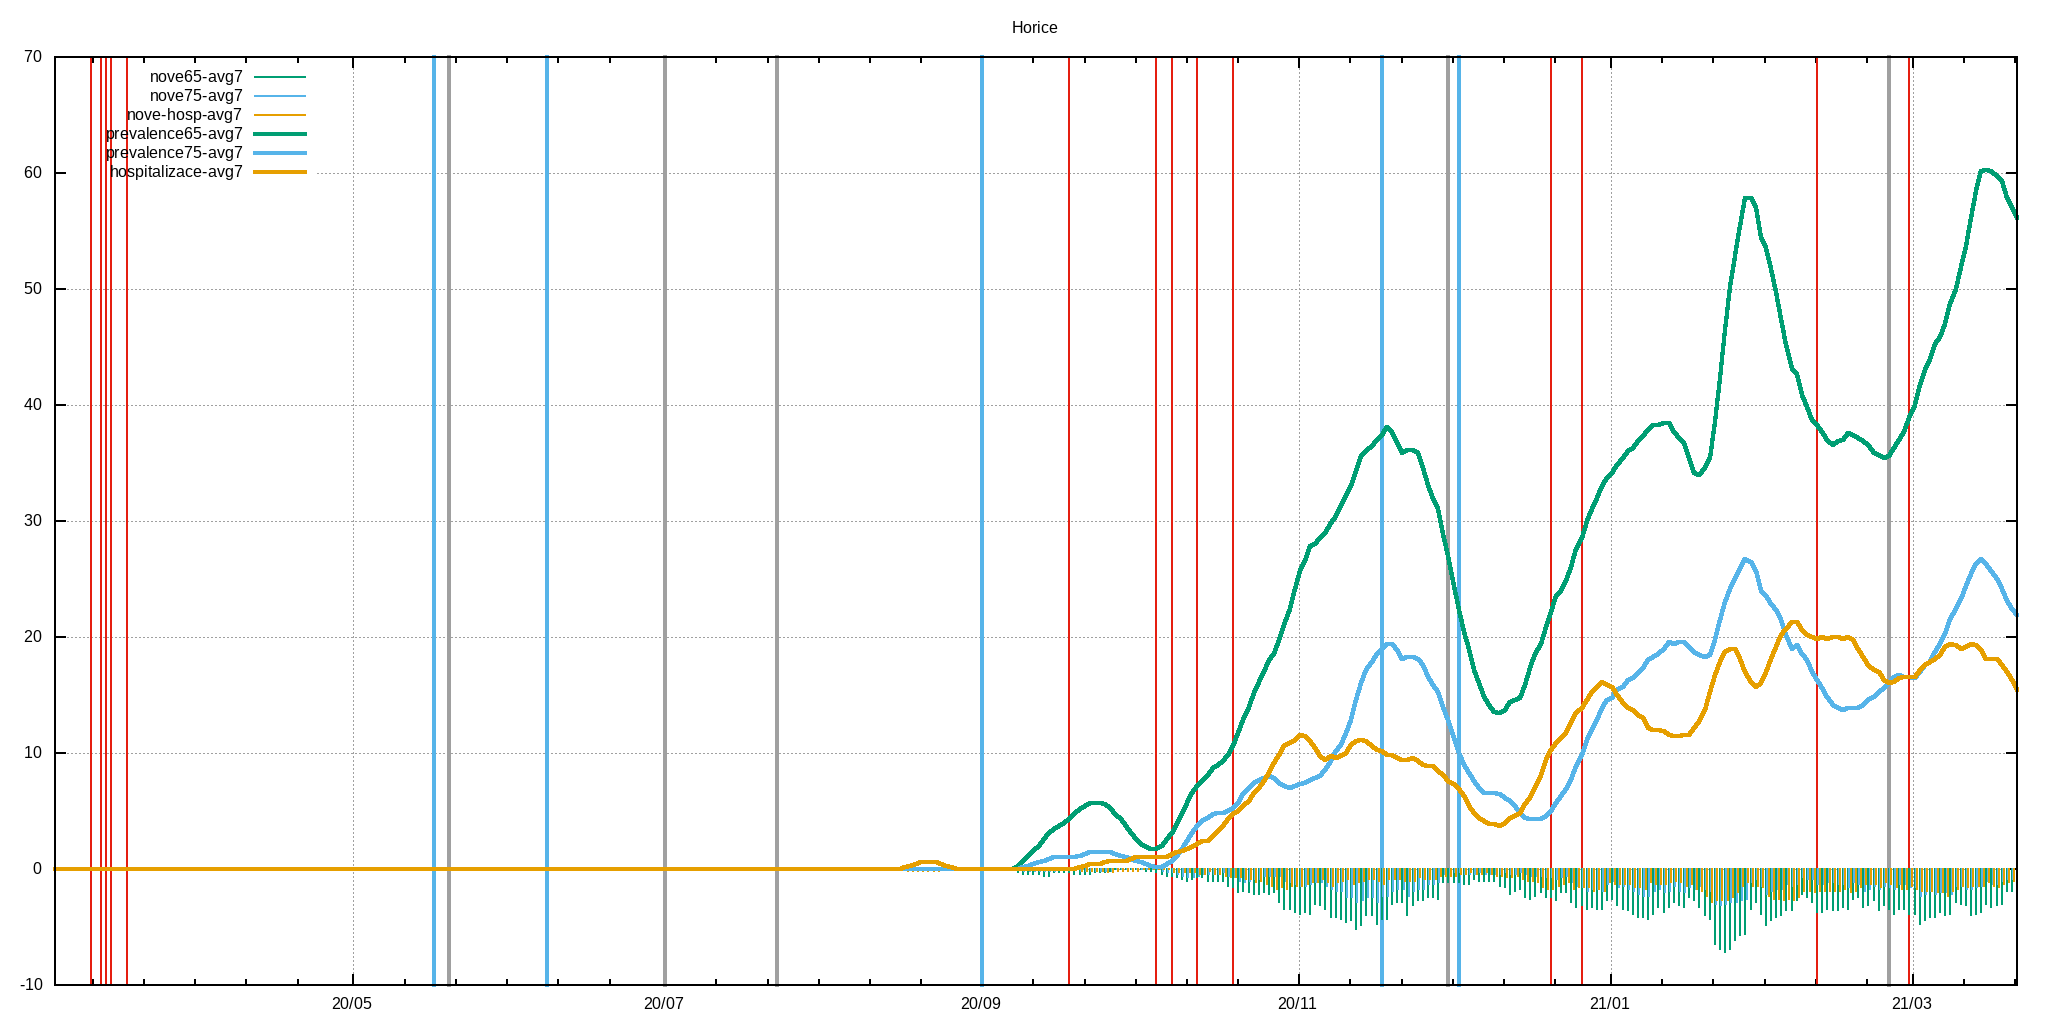 Horice
70
60
50
40
30
20
10
0
-10
nove65-avg7
nove75-avg7
nove-hosp-avg7
prevalence65-avg7
prevalence75-avg7
hospitalizace-avg7
20/05 20/07 20/09 20/11 21/01 21/03